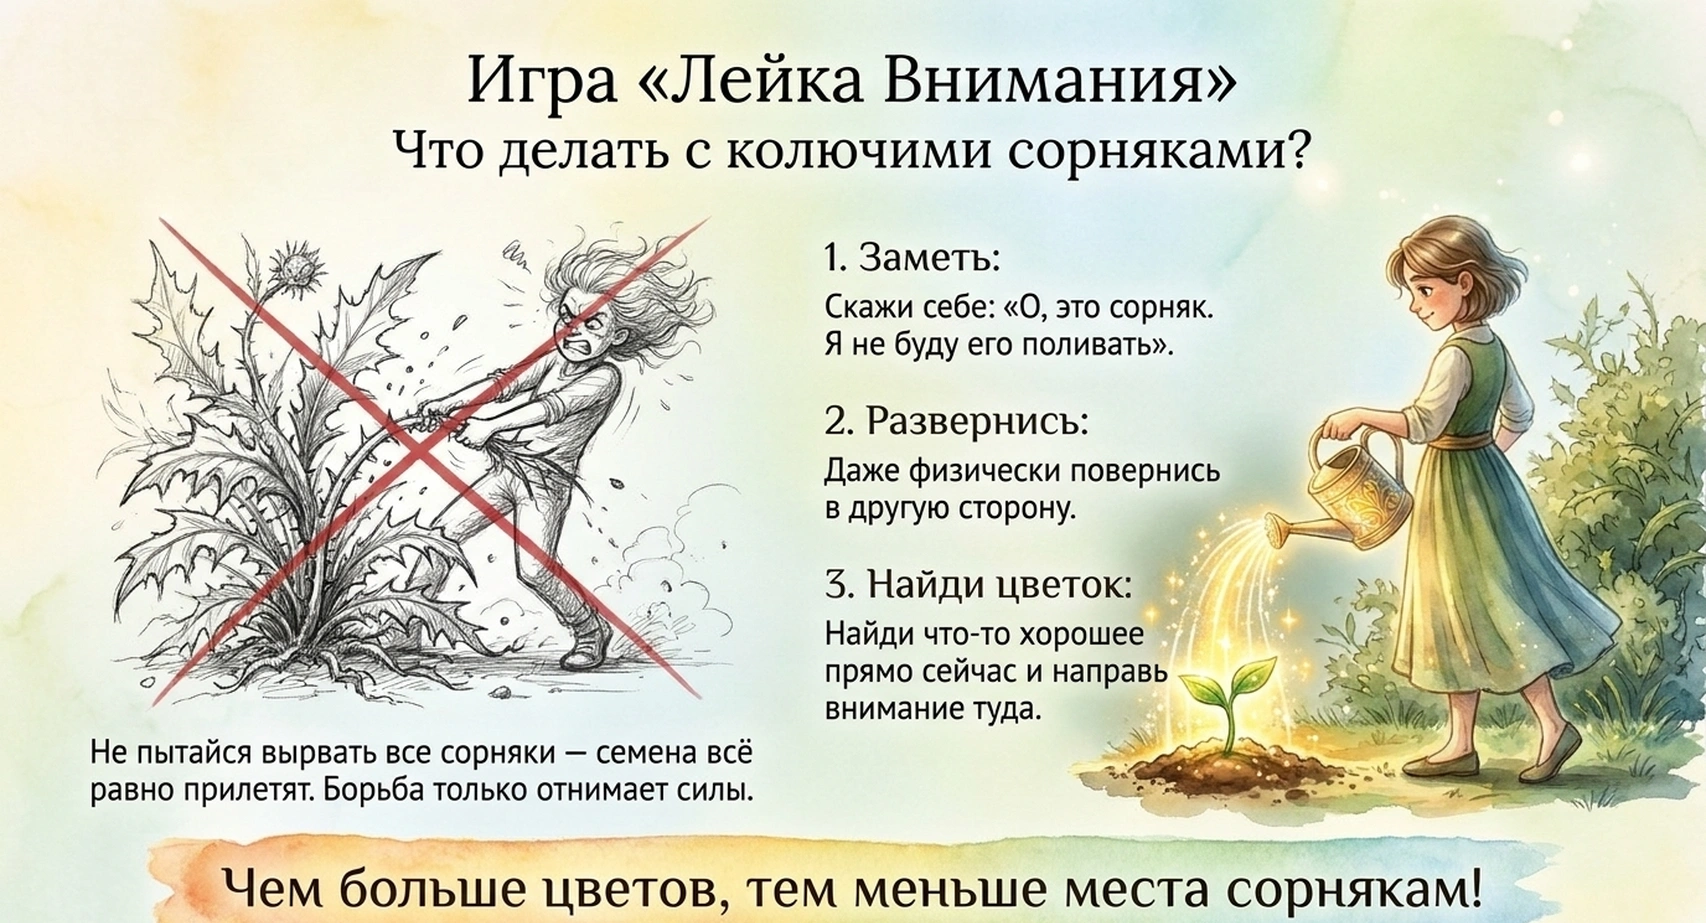 Игра «Лейка Внимания»
Что делать с колючими сорняками?
Не пытайся вырвать все сорняки — семена всё
равно прилетят. Борьба только отнимает силы.
1. Заметь:
Скажи себе: «О, это сорняк.
Я не буду его поливать».
2. Развернись:
Даже физически повернись
в другую сторону.
3. Найди цветок:
Найди что-то хорошее
прямо сейчас и направь
внимание туда.
Чем больше цветов, тем меньше места сорнякам!